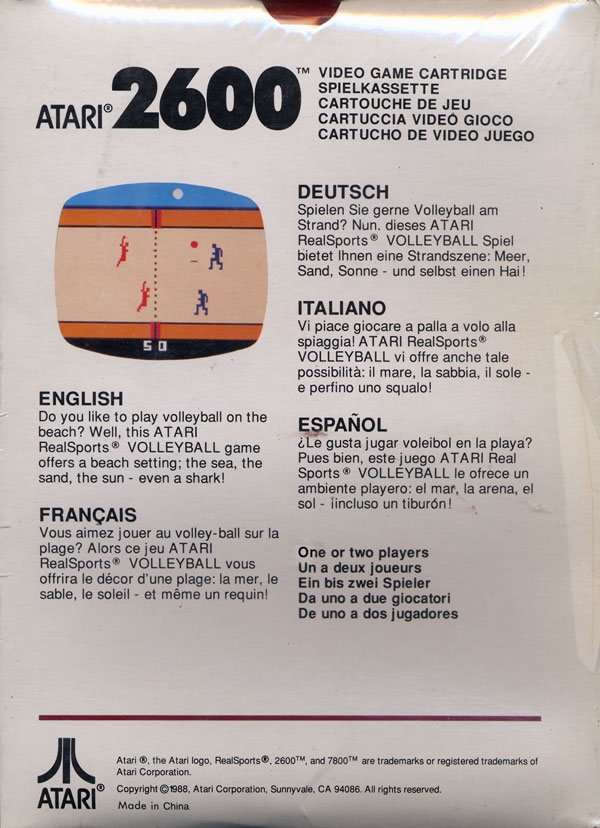 ATARI® 2600™
VIDEO GAME CARTRIDGE
SPIELKASSETTE
CARTOUCHE DE JEU
CARTUCCIA VIDEO GIOCO
CARTUCHO DE VIDEO JUEGO
5 0
ENGLISH
Do you like to play volleyball on the
beach? Well, this ATARI
RealSports® VOLLEYBALL game
offers a beach setting; the sea, the
sand, the sun - even a shark!
FRANÇAIS
Vous aimez jouer au volley-ball sur la
plage? Alors ce jeu ATARI
RealSports® VOLLEYBALL vous
offrira le décor d'une plage: la mer, le
sable, le soleil - et même un requin!
DEUTSCH
Spielen Sie gerne Volleyball am
Strand? Nun. dieses ATARI
RealSports® VOLLEYBALL Spiel
bietet Ihnen eine Strandszene: Meer,
Sand, Sonne - und selbst einen Hai!
ITALIANO
Vi piace giocare a palla a volo alla
spiaggia! ATARI RealSports®
VOLLEYBALL vi offre anche tale
possibilità: il mare, la sabbia, il sole -
e perfino uno squalo!
ESPAÑOL
¿Le gusta jugar voleibol en la playa?
Pues bien, este juego ATARI Real
Sports® VOLLEYBALL le ofrece un
ambiente playero: el mar, la arena, el
sol - ¡incluso un tiburón!
One or two players
Un a deux joueurs
Ein bis zwei Spieler
Da uno a due giocatori
De uno a dos jugadores
ATARI®
Atari ®, the Atari logo, RealSports®, 2600™, and 7800™ are trademarks or registered trademarks of
Atari Corporation.
Copyright ©1988, Atari Corporation, Sunnyvale, CA 94086. All rights reserved.
Made in China